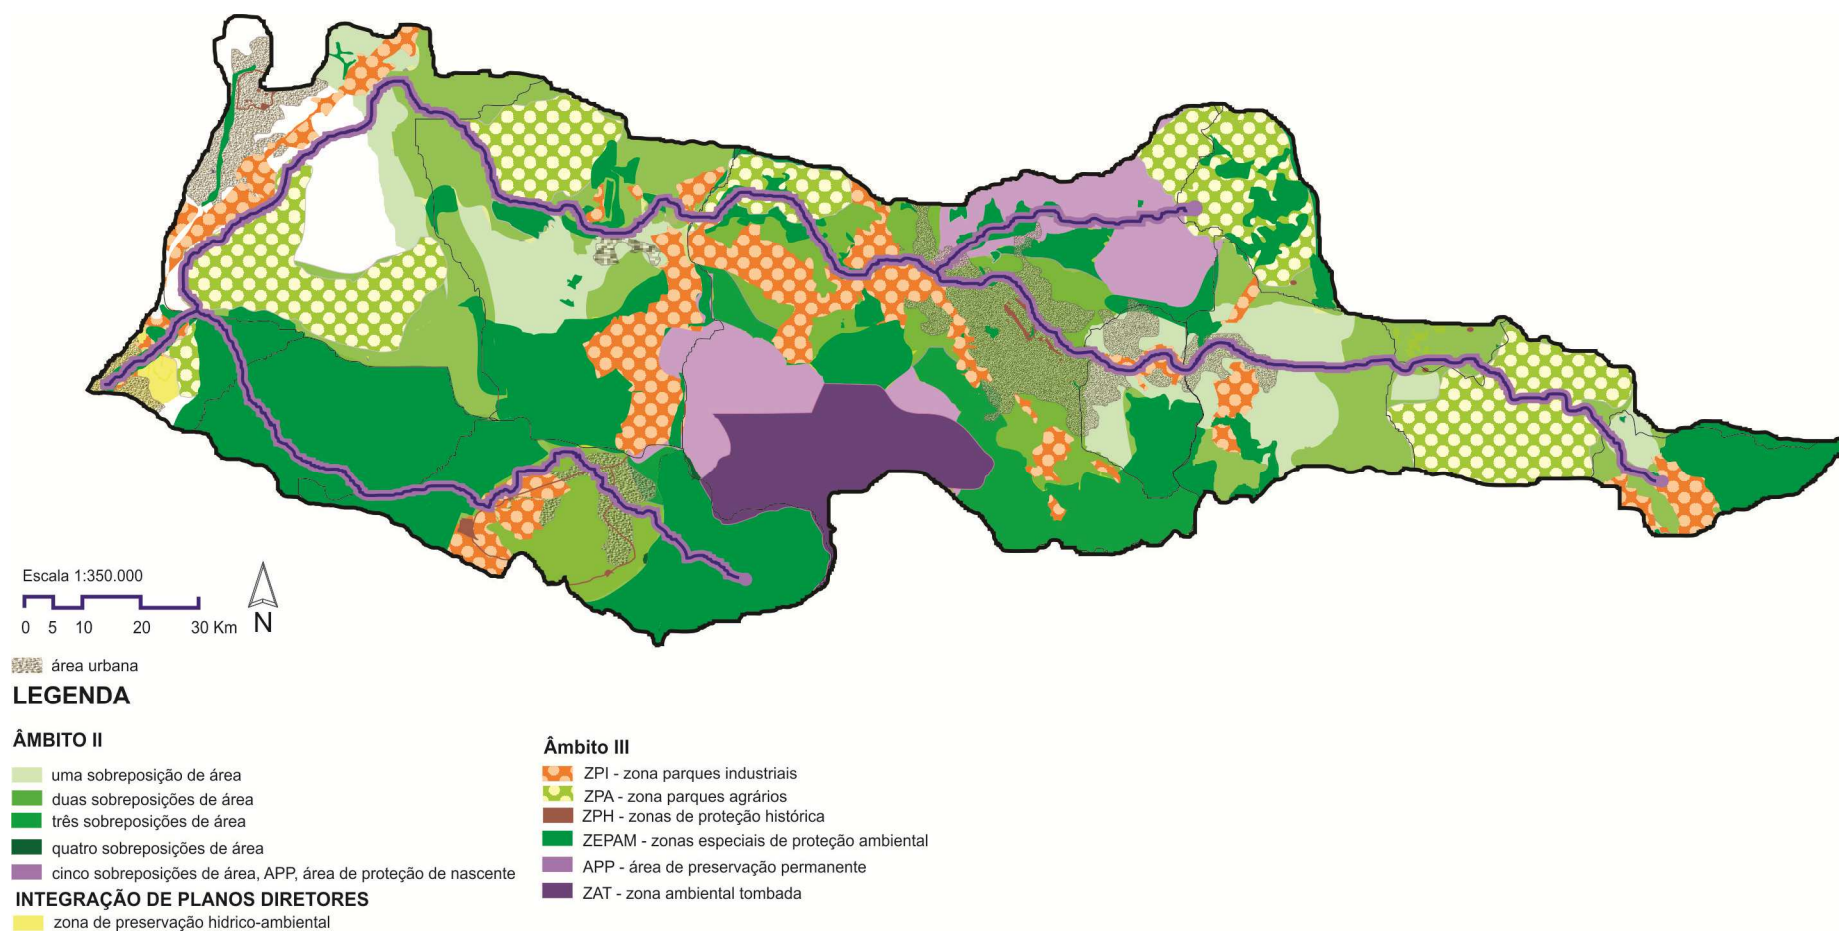 Escala 1:350.000
0 5 10 20 30 Km
N
área urbana
LEGENDA
ÂMBITO II
uma sobreposição de área
duas sobreposições de área
três sobreposições de área
quatro sobreposições de área
cinco sobreposições de área, APP, área de proteção de nascente
INTEGRAÇÃO DE PLANOS DIRETORES
zona de preservação hidrico-ambiental
Âmbito III
ZPI - zona parques industriais
ZPA - zona parques agrários
ZPH - zonas de proteção histórica
ZEPAM - zonas especiais de proteção ambiental
APP - área de preservação permanente
ZAT - zona ambiental tombada